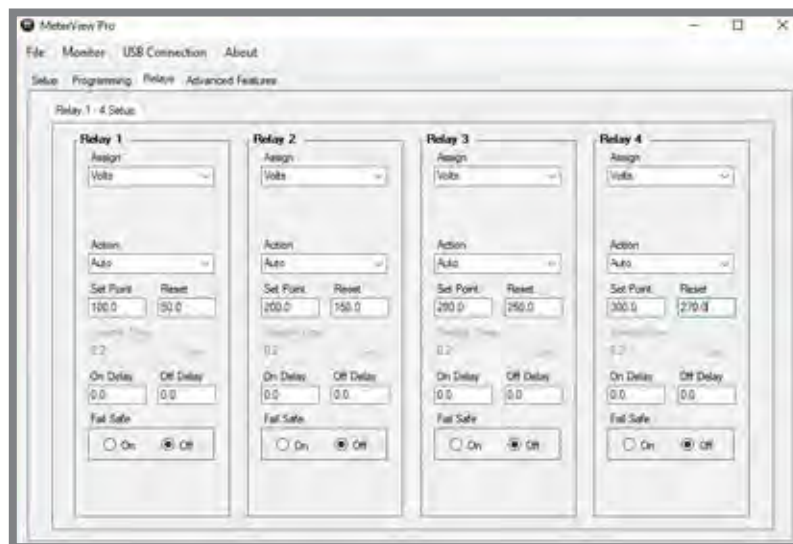 MeterView Pro
File Monitor USB Connection About
Setup Programming Relays Advanced Features
Relay 1 - 4 Setup
Relay 1
Assign
Volts
Action
Auto
Set Point Reset
100.0 50.0
0.2
On Delay Off Delay
0.0 0.0
Fail Safe
On Off
Relay 2
Assign
Volts
Action
Auto
Set Point Reset
200.0 150.0
0.2
On Delay Off Delay
0.0 0.0
Fail Safe
On Off
Relay 3
Assign
Volts
Action
Auto
Set Point Reset
200.0 250.0
0.2
On Delay Off Delay
0.0 0.0
Fail Safe
On Off
Relay 4
Assign
Volts
Action
Auto
Set Point Reset
300.0 270.0
0.2
On Delay Off Delay
0.0 0.0
Fail Safe
On Off